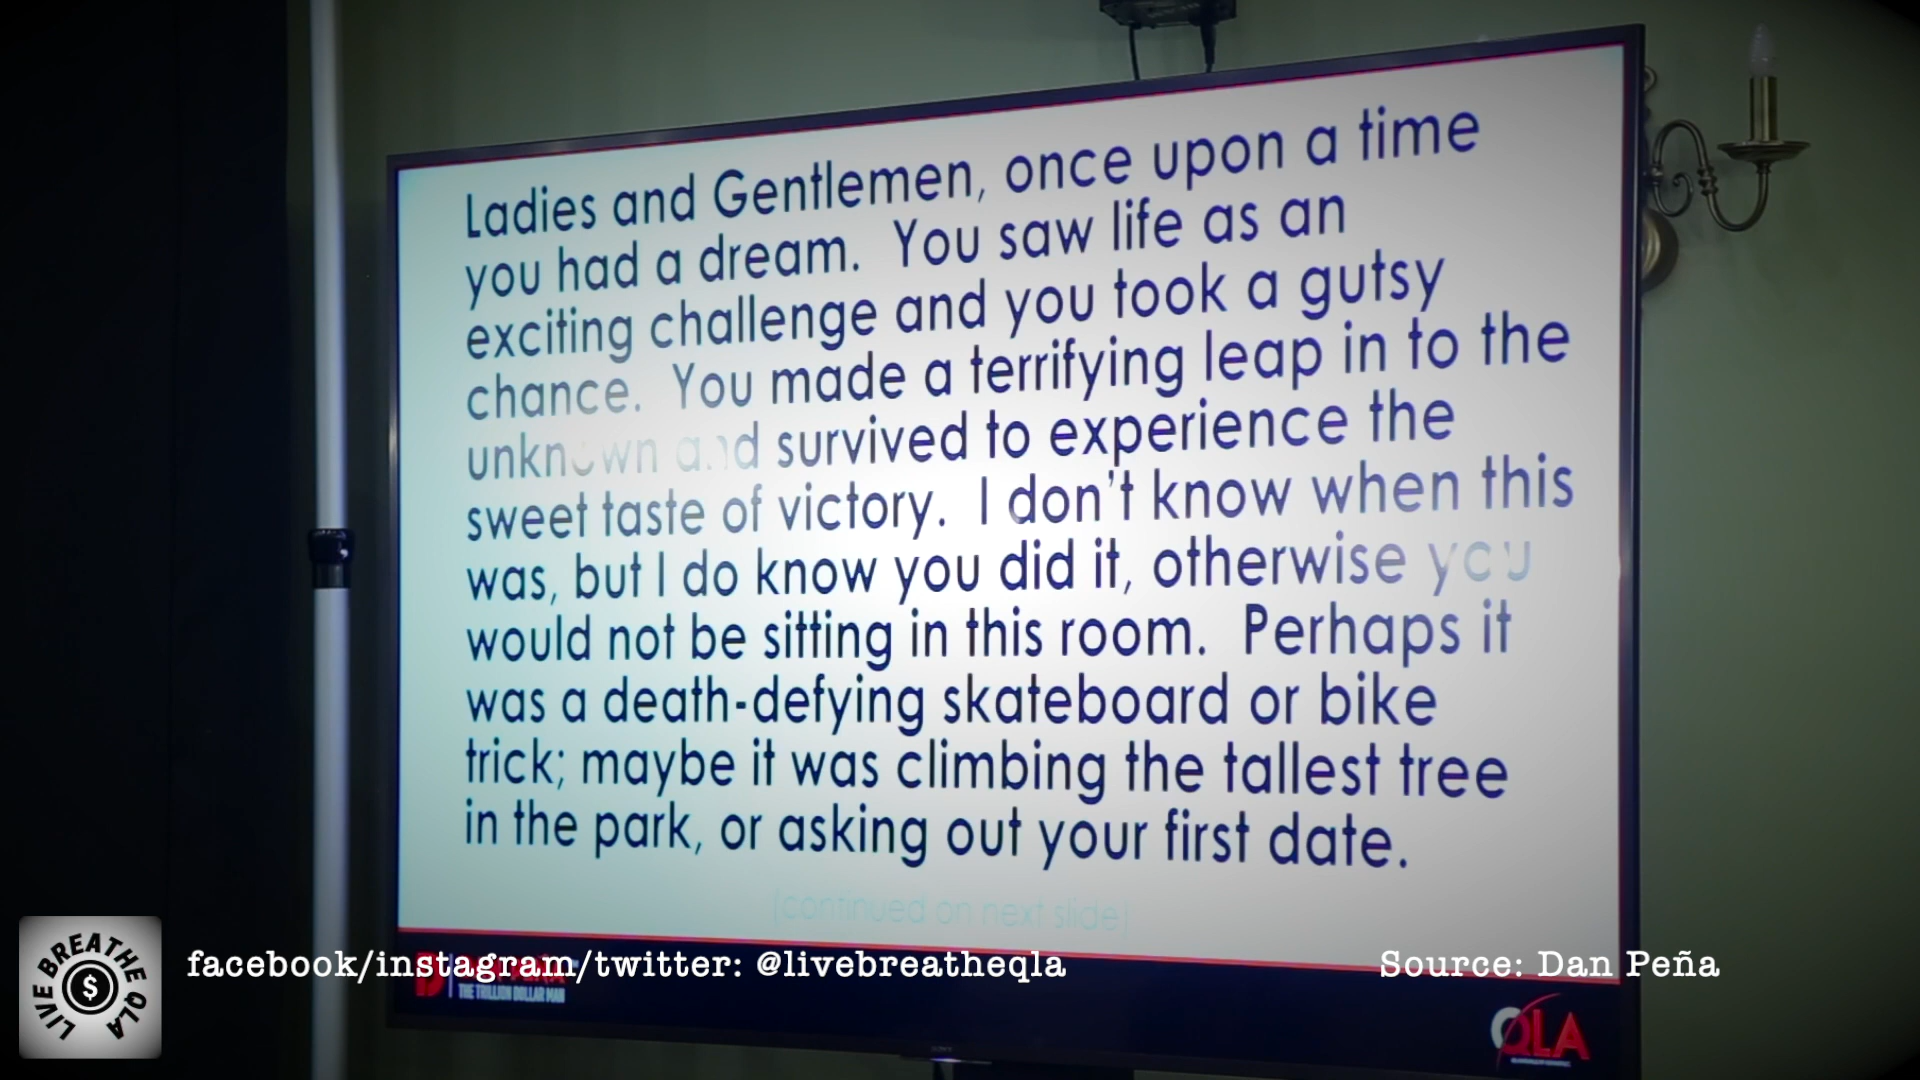 Ladies and Gentlemen, once upon a time
you had a dream. You saw life as an
exciting challenge and you took a gutsy
chance. You made a terrifying leap in to the
unknown and survived to experience the
sweet taste of victory. I don't know when this
was, but I do know you did it, otherwise you
would not be sitting in this room. Perhaps it
was a death-defying skateboard or bike
trick; maybe it was climbing the tallest tree
in the park, or asking out your first date.
(continued on next slide)
LIVE BREATHE QLA
$
facebook/instagram/twitter: @livebreatheqla
Source: Dan Peña
THE TRILLION DOLLAR MAN
QLA